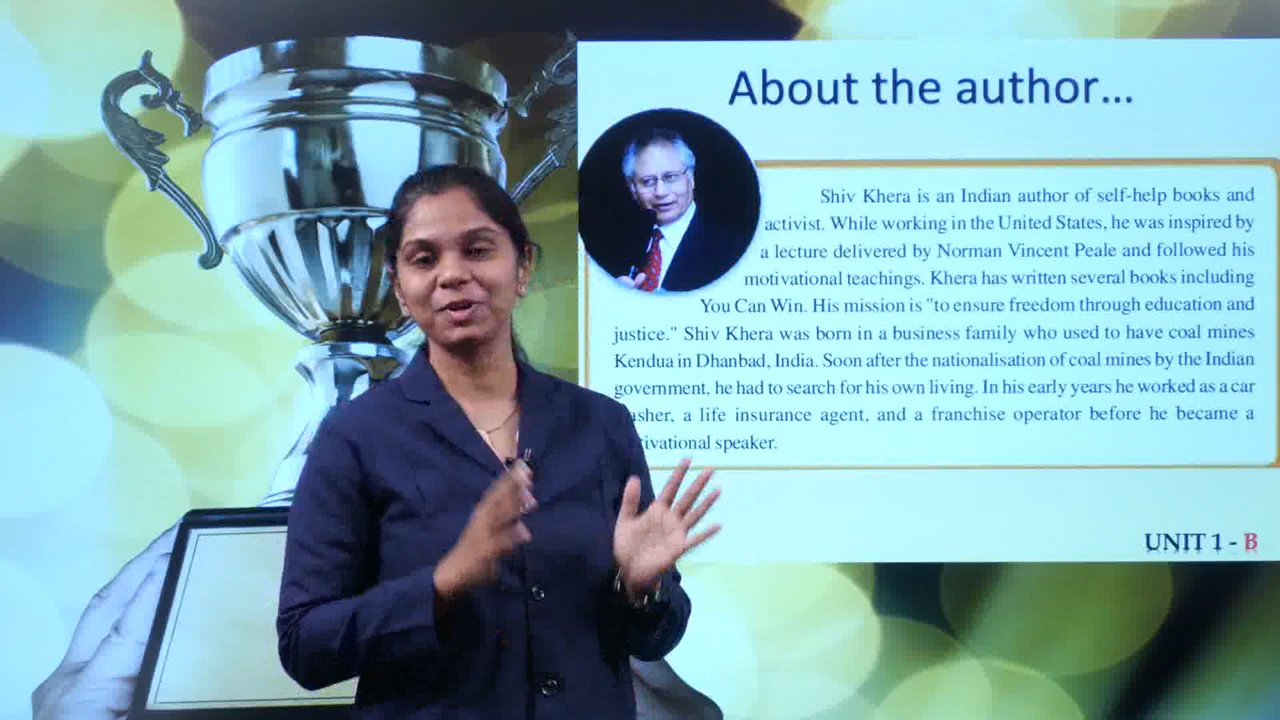 About the author...
Shiv Khera is an Indian author of self-help books and
activist. While working in the United States, he was inspired by
a lecture delivered by Norman Vincent Peale and followed his
motivational teachings. Khera has written several books including
You Can Win. His mission is "to ensure freedom through education and
justice." Shiv Khera was born in a business family who used to have coal mines
Kendua in Dhanbad, India. Soon after the nationalisation of coal mines by the Indian
government, he had to search for his own living. In his early years he worked as a car
asher, a life insurance agent, and a franchise operator before he became a
ivational speaker.
UNIT 1 - B